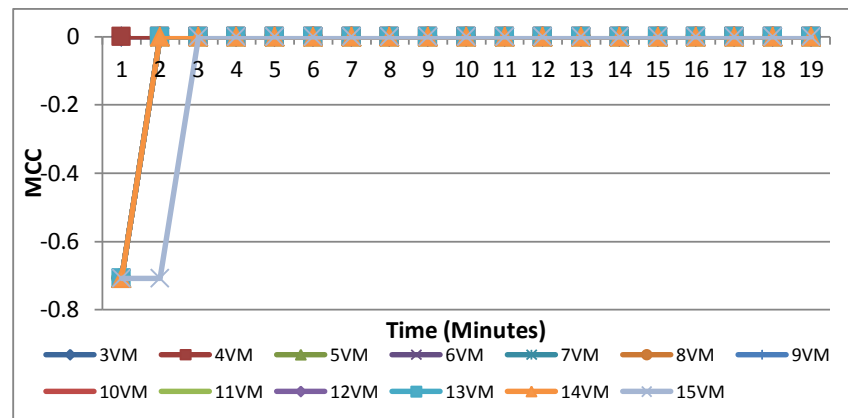 0
1 2 3 4 5 6 7 8 9 10 11 12 13 14 15 16 17 18 19
-0.2
-0.4
-0.6
-0.8
MCC
Time (Minutes)
3VM 4VM 5VM 6VM 7VM 8VM 9VM
10VM 11VM 12VM 13VM 14VM 15VM